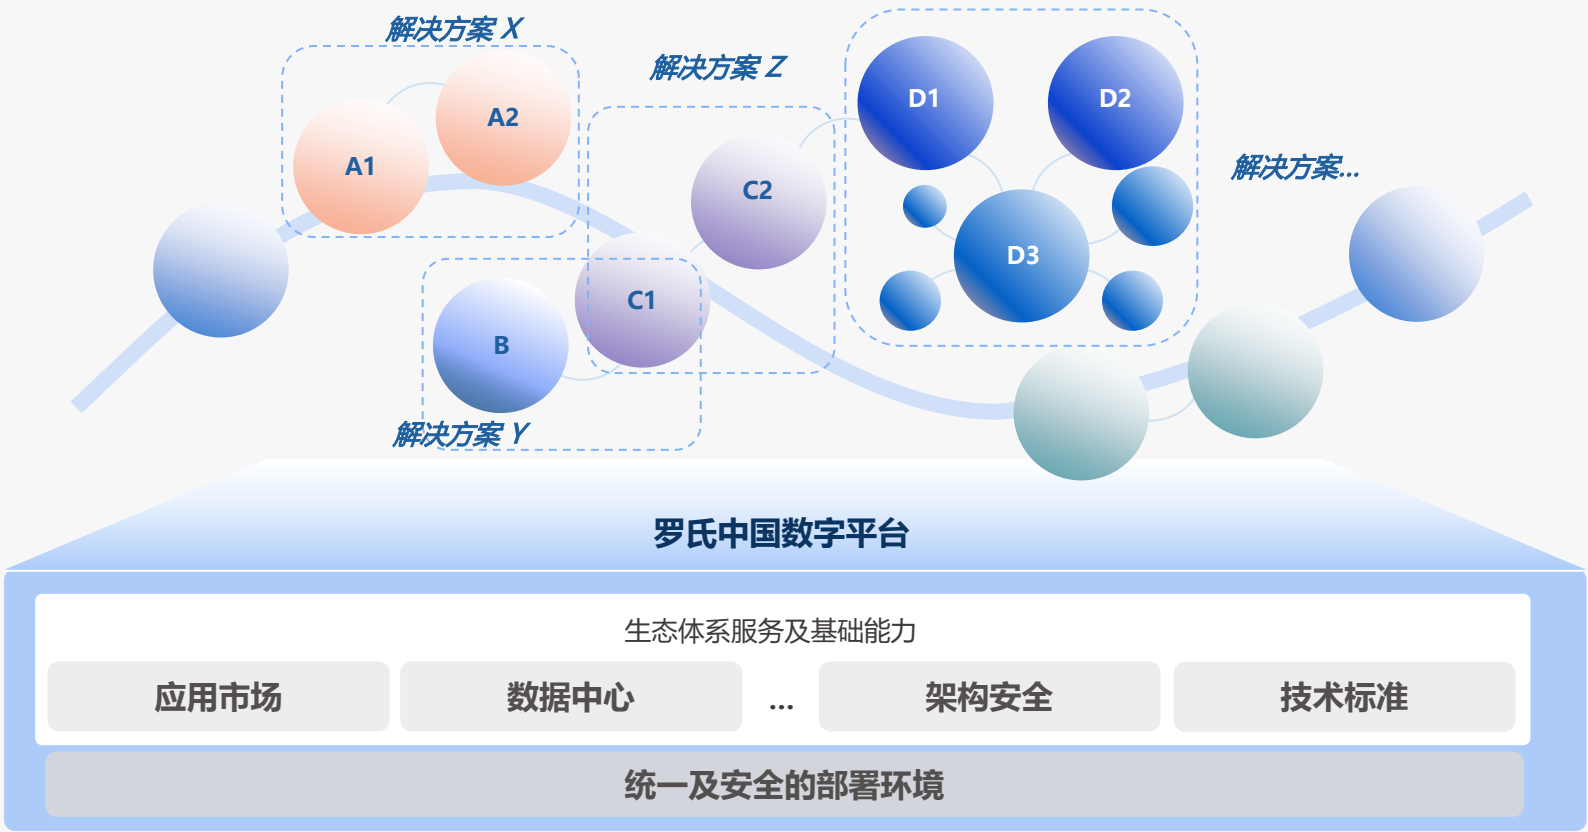 解决方案 X
A1
A2
解决方案 Z
C2
C1
B
解决方案 Y
D1
D2
D3
解决方案...
罗氏中国数字平台
生态体系服务及基础能力
应用市场
数据中心
...
架构安全
技术标准
统一及安全的部署环境